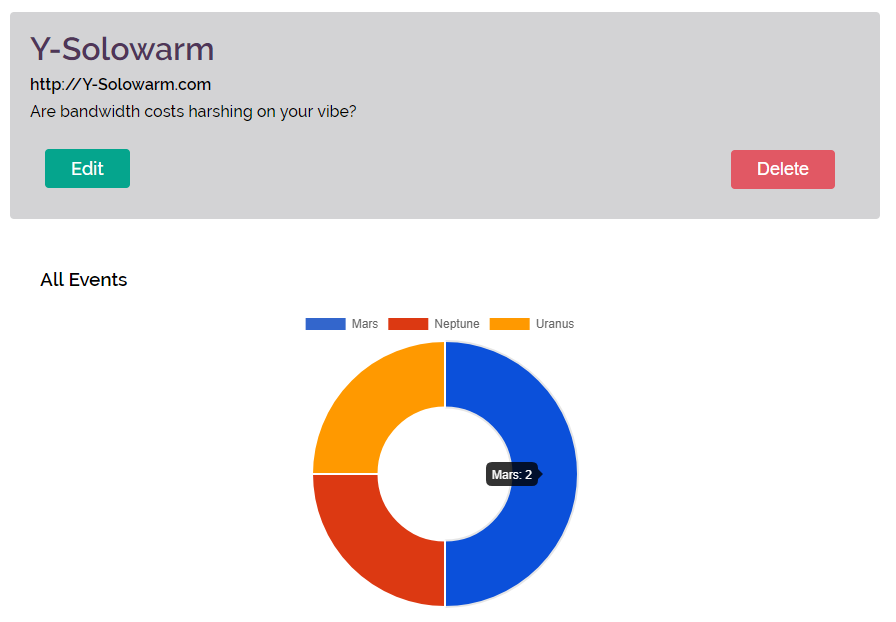 Y-Solowarm
http://Y-Solowarm.com
Are bandwidth costs harshing on your vibe?
Edit Delete
All Events
Mars Neptune Uranus
Mars: 2